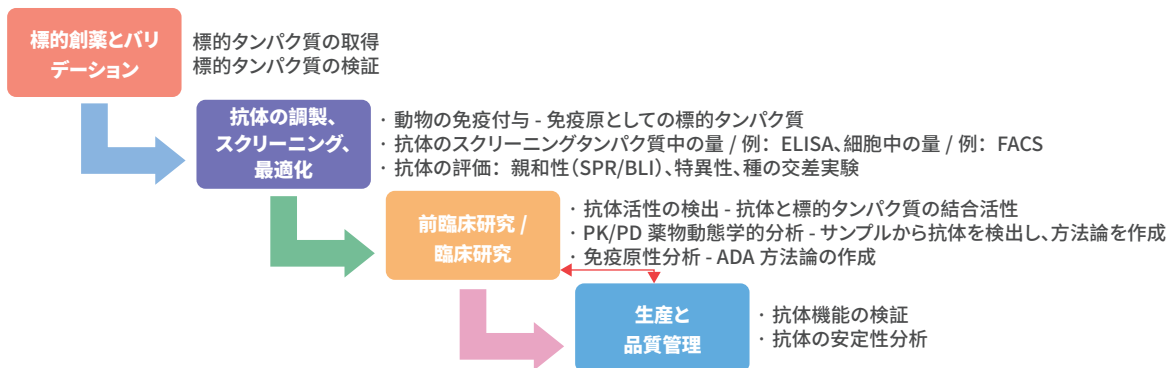 標的創薬とバリ
デーション
標的タンパク質の取得
標的タンパク質の検証
抗体の調製、
スクリーニング、
最適化
· 動物の免疫付与 - 免疫原としての標的タンパク質
· 抗体のスクリーニングタンパク質中の量 / 例： ELISA、細胞中の量 / 例： FACS
· 抗体の評価： 親和性（SPR/BLI）、特異性、種の交差実験
前臨床研究 /
臨床研究
· 抗体活性の検出 - 抗体と標的タンパク質の結合活性
· PK/PD 薬物動態学的分析 - サンプルから抗体を検出し、方法論を作成
· 免疫原性分析 - ADA 方法論の作成
生産と
品質管理
· 抗体機能の検証
· 抗体の安定性分析